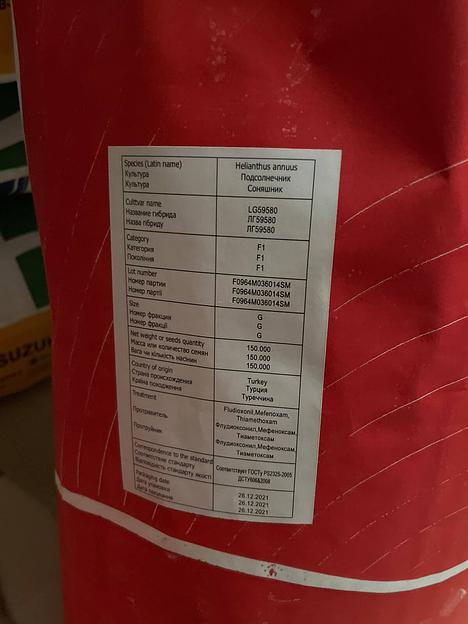 Species (Latin name)
Культура
Культура
Helianthus annuus
Подсолнечник
Соняшник
Cultivar name
Название гибрида
Назва гібриду
LG59580
ЛГ59580
ЛГ59580
Category
Категория
Покоління
F1
F1
F1
Lot number
Номер партии
Номер партії
F0964M036014SM
F0964M036014SM
F0964M036014SM
Size
Номер фракции
Номер фракції
G
G
G
Net weight or seeds quantity
Масса или количество семян
Вага чи кількість насінин
150.000
150.000
150.000
Country of origin
Страна происхождения
Країна походження
Turkey
Турция
Туреччина
Treatment
Протравитель
Протруйник
Fludioxonil,Mefenoxam,
Thiamethoxam
Флудиоксонил,Мефеноксам,
Тиаметоксам
Флудиоксонил,Мефеноксам,
Тиаметоксам
Correspondence to the standard
Соответствие стандарту
Відповідність стандарту якості
Соответствует ГОСТу Р52325-2005
ДСТУ6068:2008
Packaging date
Дата упаковки
Дата пакування
26.12.2021
26.12.2021
26.12.2021
SUZUK